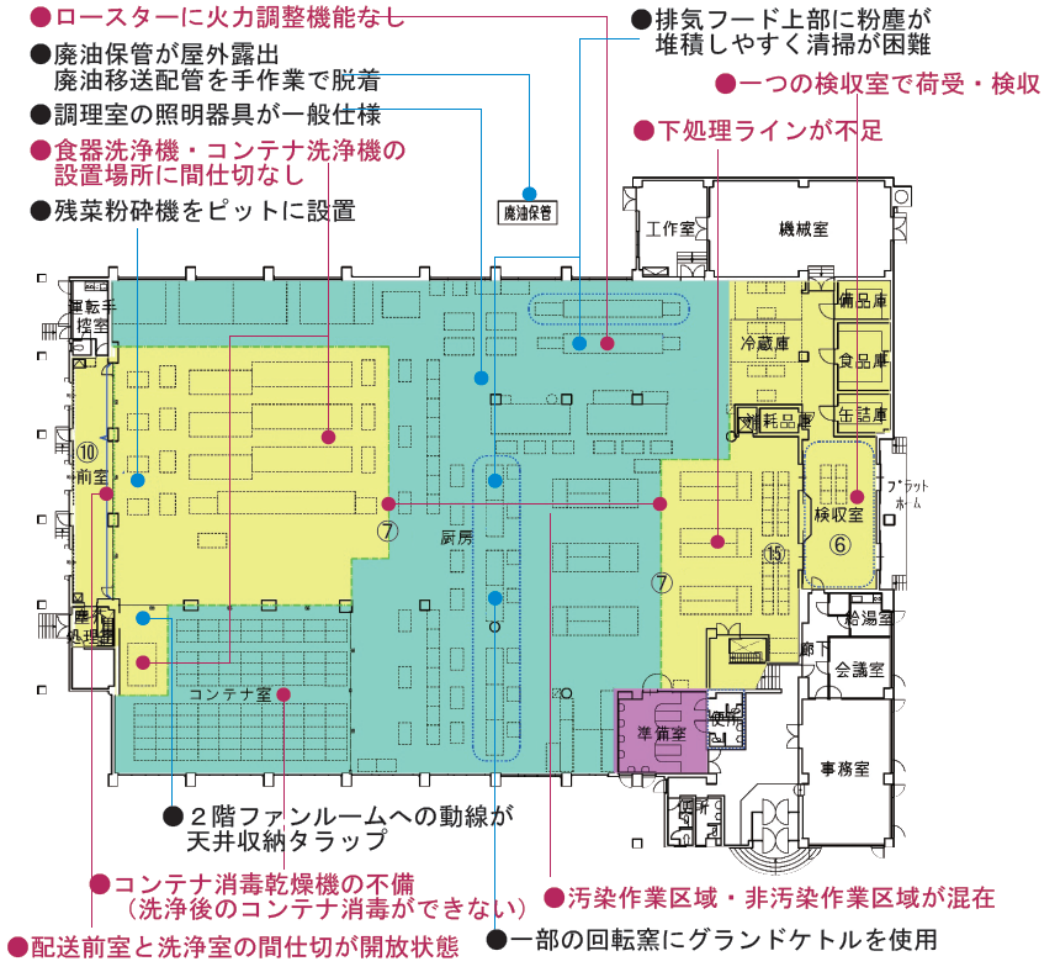 ●ロースターに火力調整機能なし
●廃油保管が屋外露出
廃油移送配管を手作業で脱着
●調理室の照明器具が一般仕様
●食器洗浄機・コンテナ洗浄機の
設置場所に間仕切なし
●残菜粉砕機をピットに設置
●排気フード上部に粉塵が
堆積しやすく清掃が困難
●一つの検収室で荷受・検収
●下処理ラインが不足
廃油保管
工作室
機械室
運転手
控室
備品庫
冷蔵庫
食品庫
缶詰庫
消耗品庫
⑩
前室
プラット
ホーム
検収室
⑥
厨房
⑦
⑦
⑮
処理室
コンテナ室
給湯室
廊下
会議室
準備室
便所
事務室
便所
●２階ファンルームへの動線が
天井収納タラップ
●コンテナ消毒乾燥機の不備
（洗浄後のコンテナ消毒ができない）
●汚染作業区域・非汚染作業区域が混在
●配送前室と洗浄室の間仕切が開放状態
●一部の回転窯にグランドケトルを使用